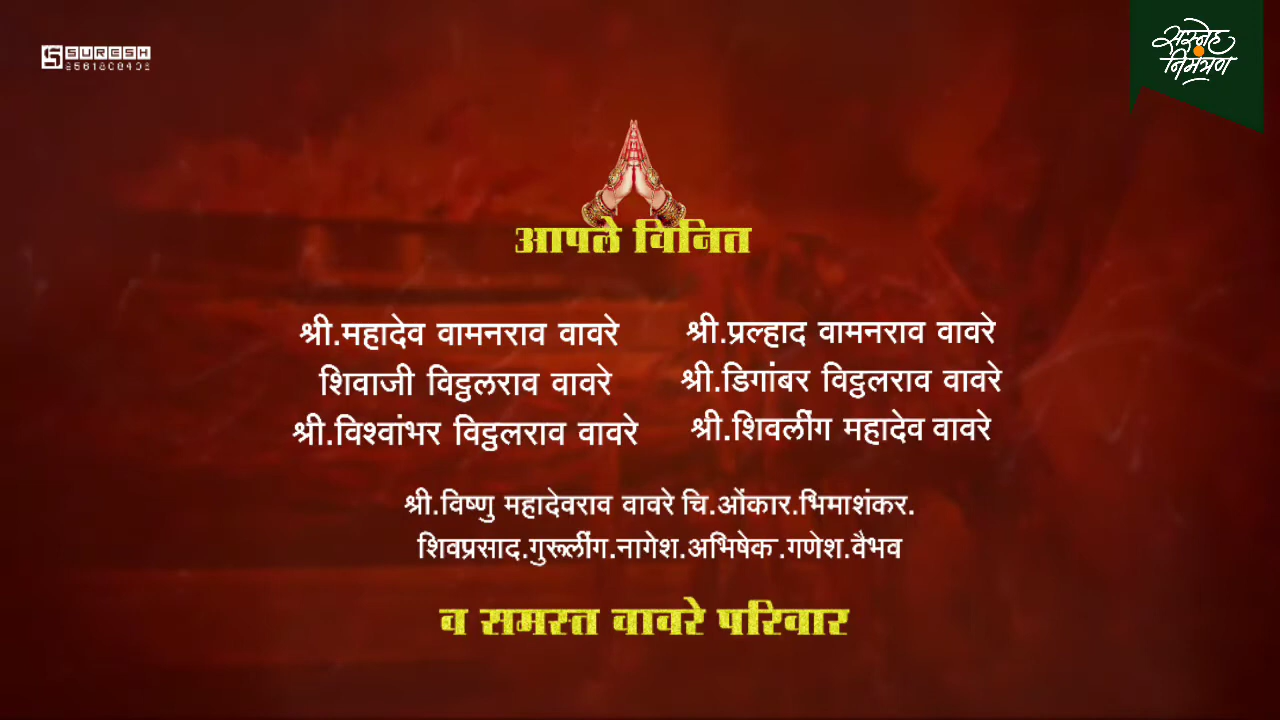 SURESH
सस्नेह
निमंत्रण
आपले विनित
श्री.महादेव वामनराव वावरे
श्री.प्रल्हाद वामनराव वावरे
शिवाजी विठ्ठलराव वावरे
श्री.डिगांबर विठ्ठलराव वावरे
श्री.विश्वांभर विठ्ठलराव वावरे
श्री.शिवलींग महादेव वावरे
श्री.विष्णु महादेवराव वावरे चि.ओंकार.भिमाशंकर.
शिवप्रसाद.गुरूलींग.नागेश.अभिषेक.गणेश.वैभव
व समस्त वावरे परिवार